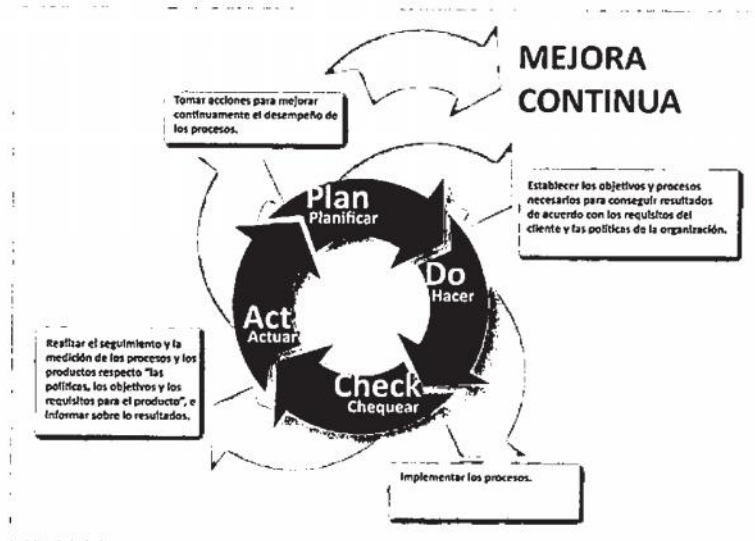 MEJORA
CONTINUA
Tomar acciones para mejorar
continuamente el desempeño de
los procesos.
Establecer los objetivos y procesos
necesarios para conseguir resultados
de acuerdo con los requisitos del
cliente y las políticas de la organización.
Plan
Planificar
Do
Hacer
Act
Actuar
Check
Chequear
Realizar el seguimiento y la
medición de los procesos y los
productos respecto "las
políticas, los objetivos y los
requisitos para el producto", e
informar sobre lo resultados.
Implementar los procesos.